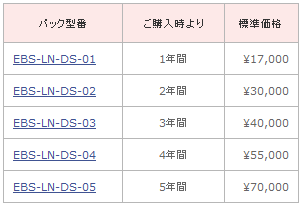 パック型番 ご購入時より 標準価格
EBS-LN-DS-01 1年間 ¥17,000
EBS-LN-DS-02 2年間 ¥30,000
EBS-LN-DS-03 3年間 ¥40,000
EBS-LN-DS-04 4年間 ¥55,000
EBS-LN-DS-05 5年間 ¥70,000